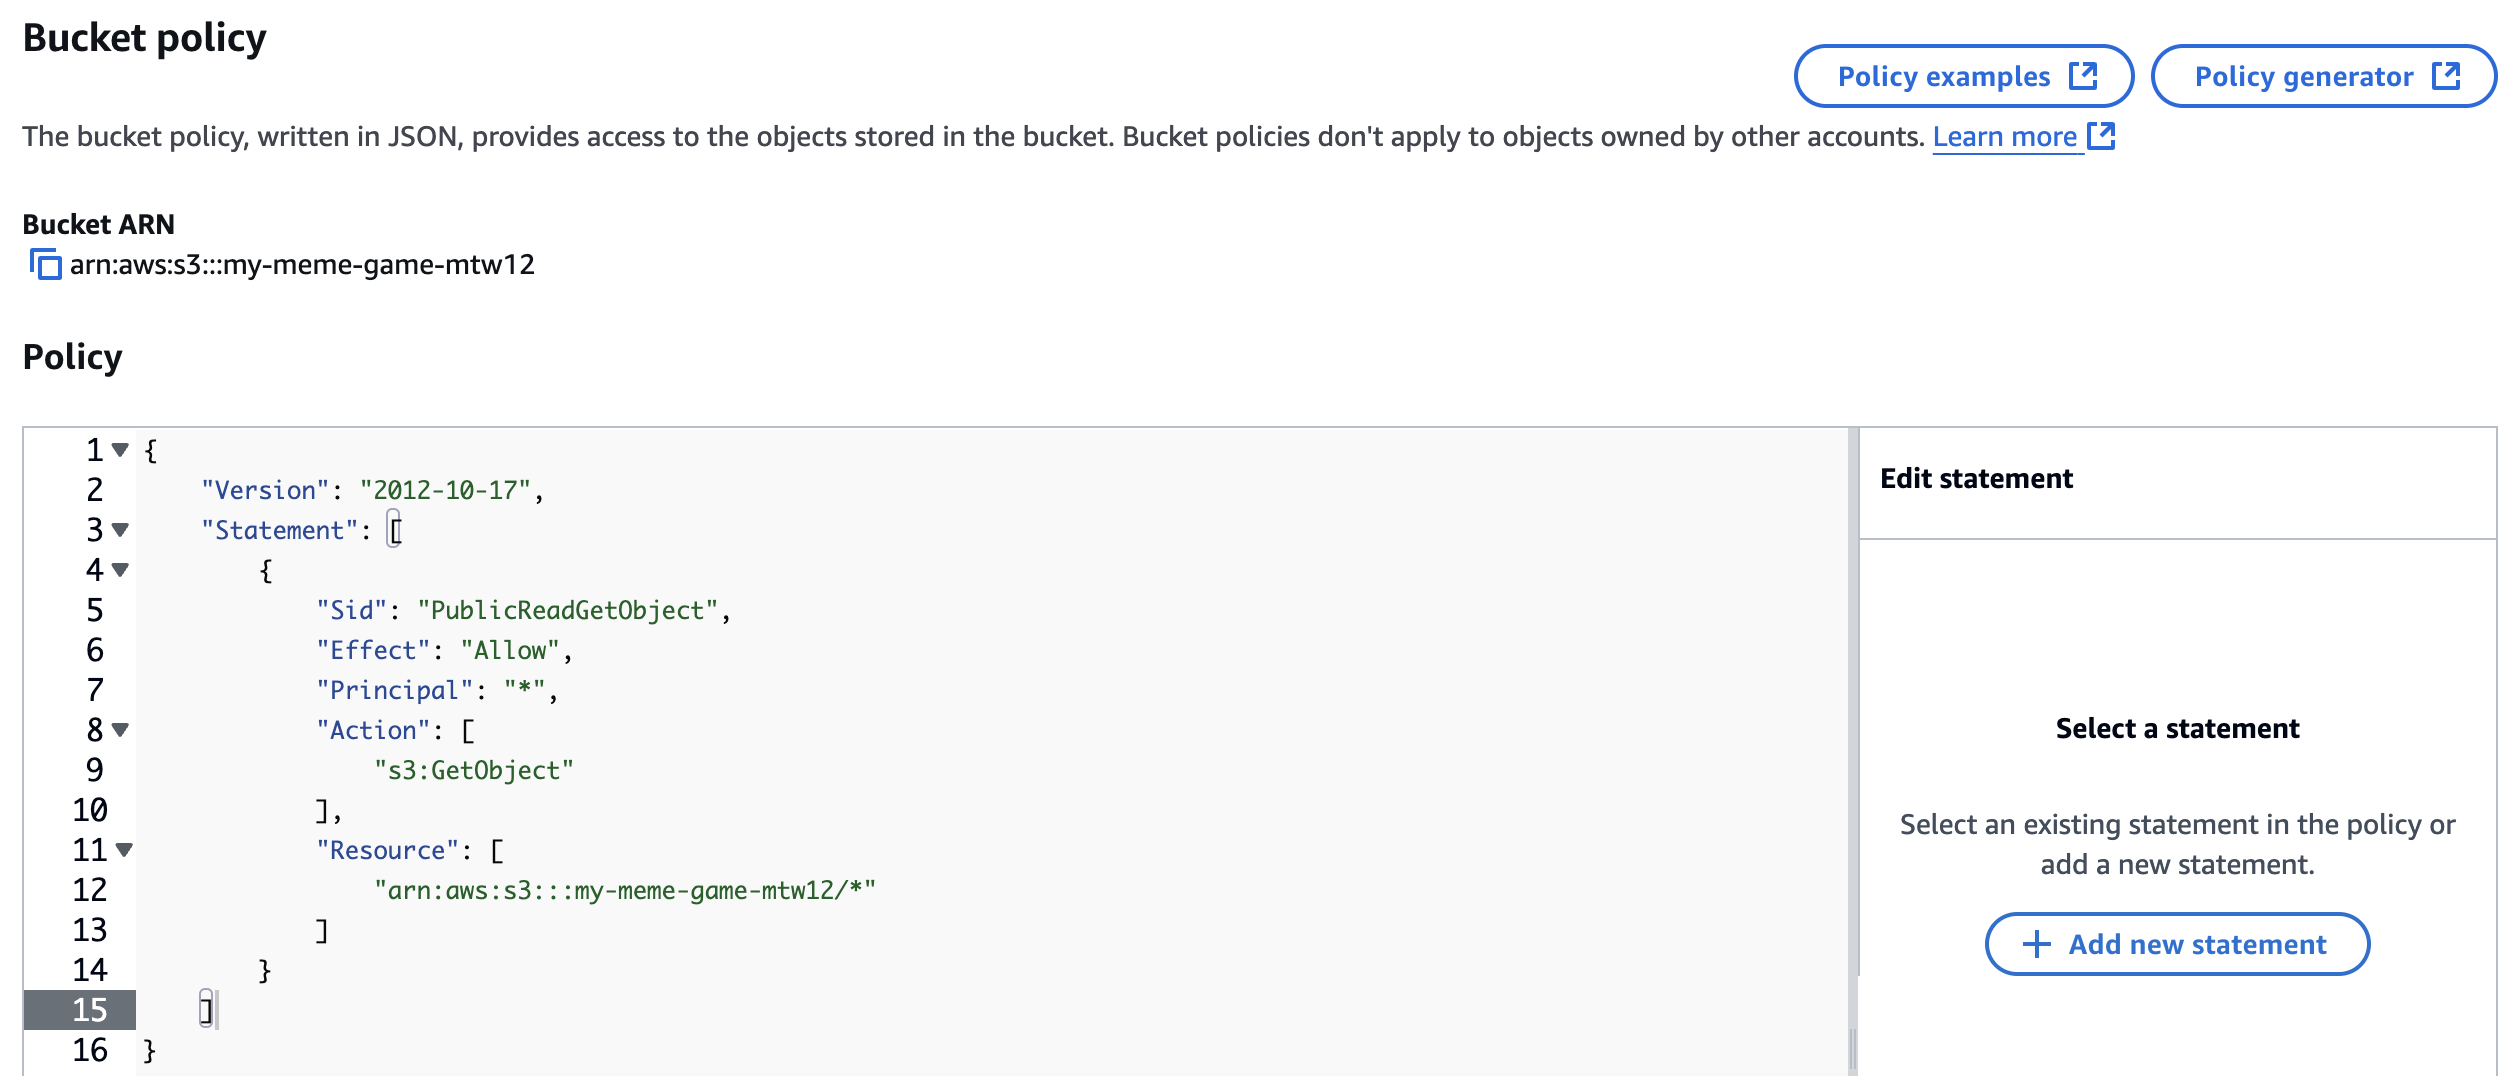 Bucket policy
Policy examples
Policy generator
The bucket policy, written in JSON, provides access to the objects stored in the bucket. Bucket policies don't apply to objects owned by other accounts. Learn more
Bucket ARN
arn:aws:s3:::my-meme-game-mtw12
Policy
1 {
2     "Version": "2012-10-17",
3     "Statement": [
4         {
5             "Sid": "PublicReadGetObject",
6             "Effect": "Allow",
7             "Principal": "*",
8             "Action": [
9                 "s3:GetObject"
10             ],
11             "Resource": [
12                 "arn:aws:s3:::my-meme-game-mtw12/*"
13             ]
14         }
15     ]
16 }
Edit statement
Select a statement
Select an existing statement in the policy or
add a new statement.
+ Add new statement